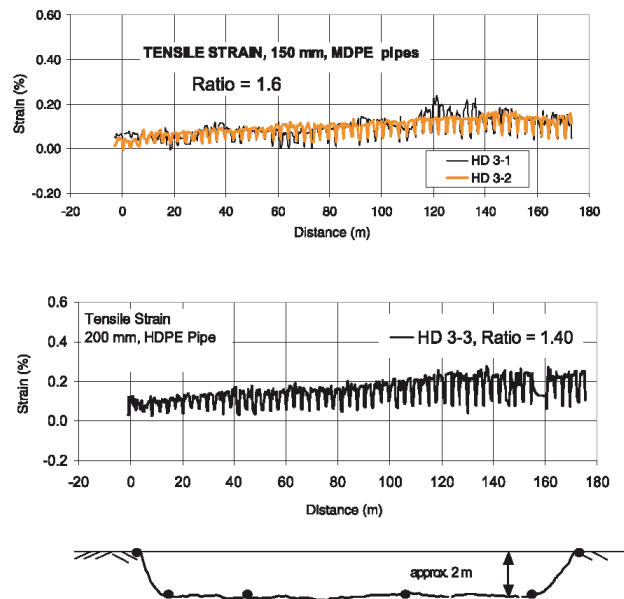 0.60
0.40
0.20
0.00
-0.20
Strain (%)
TENSILE STRAIN, 150 mm, MDPE pipes
Ratio = 1.6
HD 3-1
HD 3-2
-20 0 20 40 60 80 100 120 140 160 180
Distance (m)
0.6
0.4
0.2
0.0
-0.2
Strain (%)
Tensile Strain
200 mm, HDPE Pipe
HD 3-3, Ratio = 1.40
-20 0 20 40 60 80 100 120 140 160 180
Distance (m)
approx. 2 m